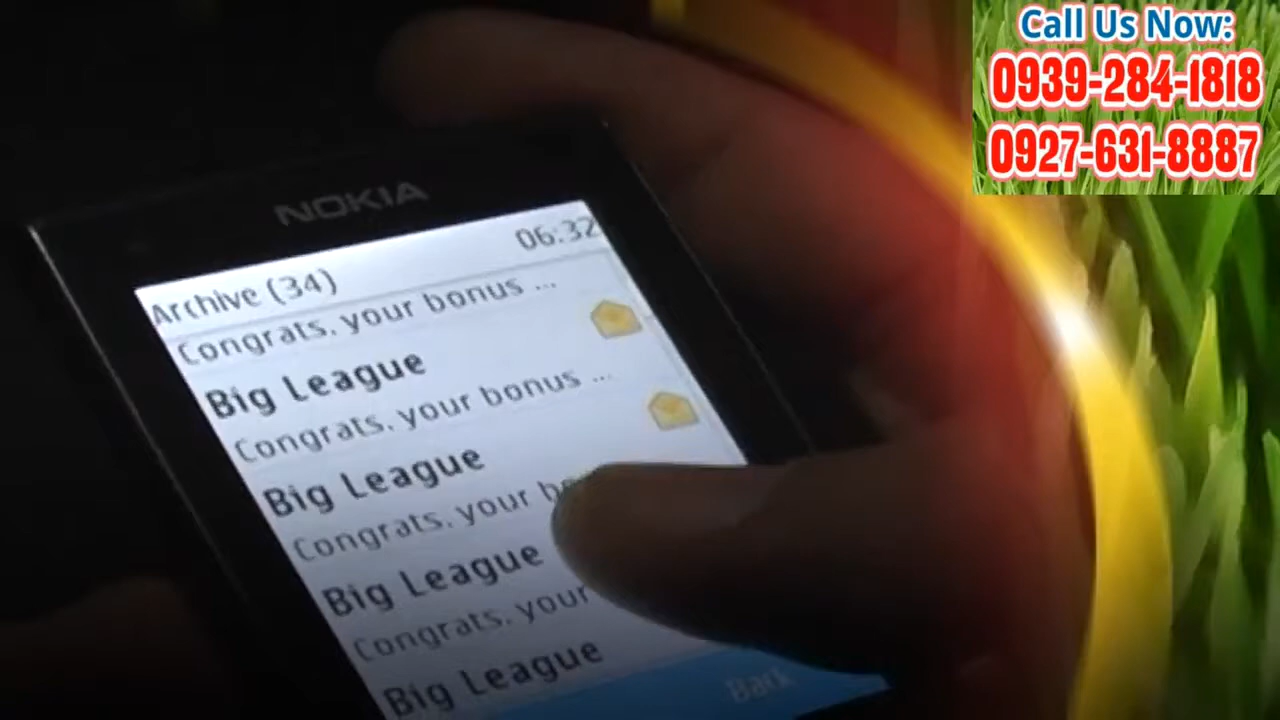 Call Us Now:
0939-284-1818
0927-631-8887
NOKIA
06:32
Archive (34)
Congrats, your bonus ...
Big League
Congrats, your bonus ...
Big League
Congrats, your
Big League
Congrats, your
Big League
Back